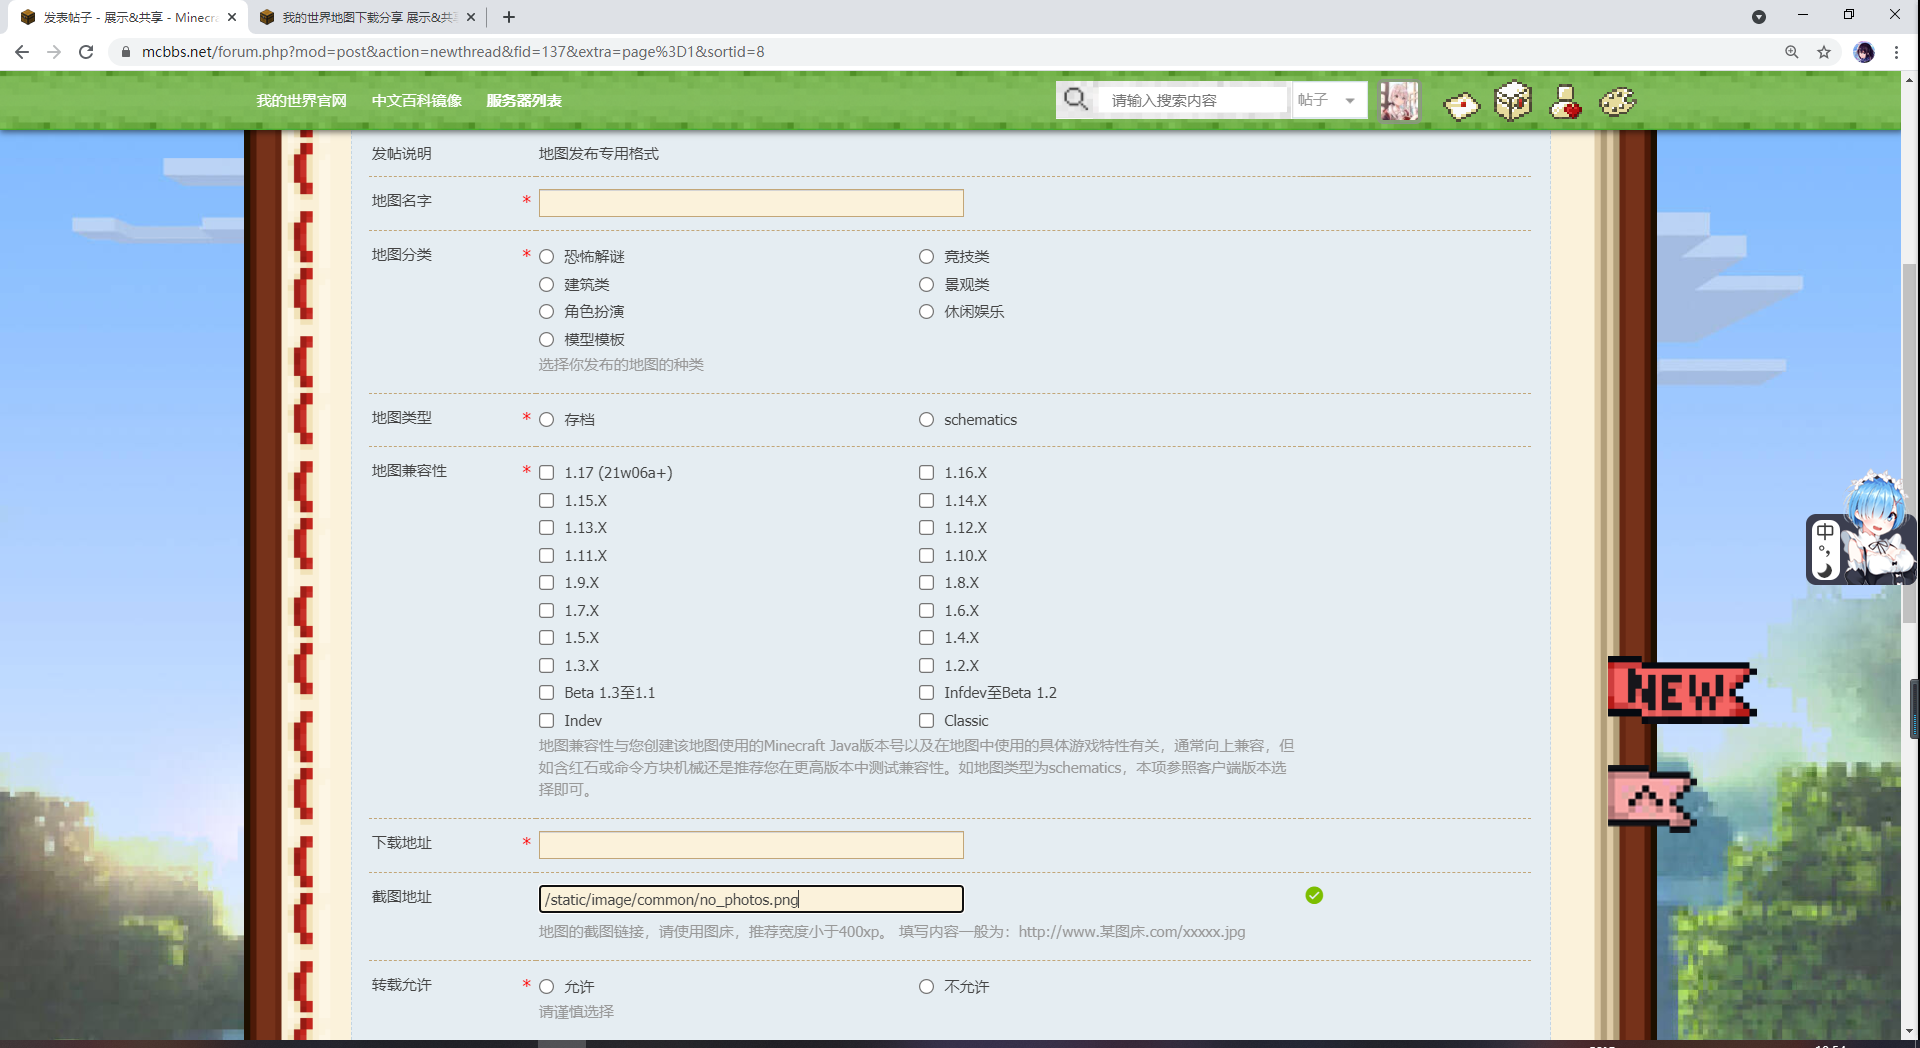 发表帖子 - 展示&共享 - Minecr
我的世界地图下载分享 展示&共
mcbbs.net/forum.php?mod=post&action=newthread&fid=137&extra=page%3D1&sortid=8
我的世界官网 中文百科镜像 服务器列表
请输入搜索内容 帖子
发帖说明 地图发布专用格式
地图名字 *
地图分类 * 恐怖解谜 竞技类
建筑类 景观类
角色扮演 休闲娱乐
模型模板
选择你发布的地图的种类
地图类型 * 存档 schematics
地图兼容性 * 1.17 (21w06a+) 1.16.X
1.15.X 1.14.X
1.13.X 1.12.X
1.11.X 1.10.X
1.9.X 1.8.X
1.7.X 1.6.X
1.5.X 1.4.X
1.3.X 1.2.X
Beta 1.3至1.1 Infdev至Beta 1.2
Indev Classic
地图兼容性与您创建该地图使用的Minecraft Java版本号以及在地图中使用的具体游戏特性有关，通常向上兼容，但
如含红石或命令方块机械还是推荐您在更高版本中测试兼容性。如地图类型为schematics，本项参照客户端版本选
择即可。
下载地址 *
截图地址 /static/image/common/no_photos.png
地图的截图链接，请使用图床，推荐宽度小于400xp。 填写内容一般为：http://www.某图床.com/xxxxx.jpg
转载允许 * 允许 不允许
请谨慎选择
中
NEW